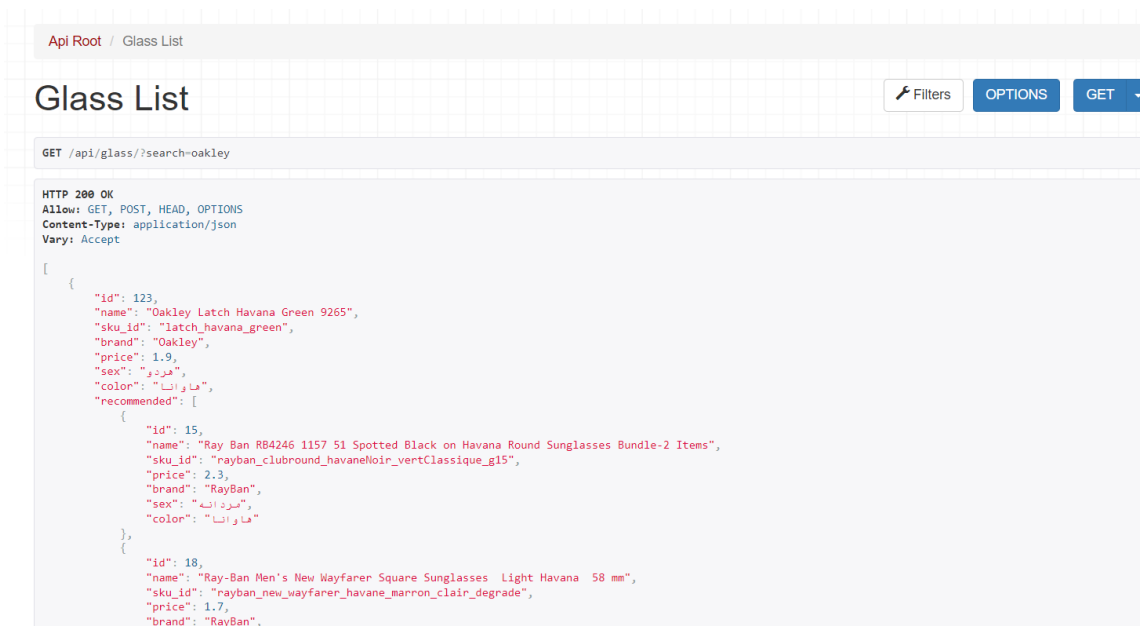 Api Root / Glass List
Glass List
Filters OPTIONS GET
GET /api/glass/?search=oakley
HTTP 200 OK
Allow: GET, POST, HEAD, OPTIONS
Content-Type: application/json
Vary: Accept
[
{
"id": 123,
"name": "Oakley Latch Havana Green 9265",
"sku_id": "latch_havana_green",
"brand": "Oakley",
"price": 1.9,
"sex": "هردو",
"color": "هاوانا",
"recommended": [
{
"id": 15,
"name": "Ray Ban RB4246 1157 51 Spotted Black on Havana Round Sunglasses Bundle-2 Items",
"sku_id": "rayban_clubround_havaneNoir_vertClassique_g15",
"price": 2.3,
"brand": "RayBan",
"sex": "مردانه",
"color": "هاوانا"
},
{
"id": 18,
"name": "Ray-Ban Men's New Wayfarer Square Sunglasses  Light Havana  58 mm",
"sku_id": "rayban_new_wayfarer_havane_marron_clair_degrade",
"price": 1.7,
"brand": "RayBan",